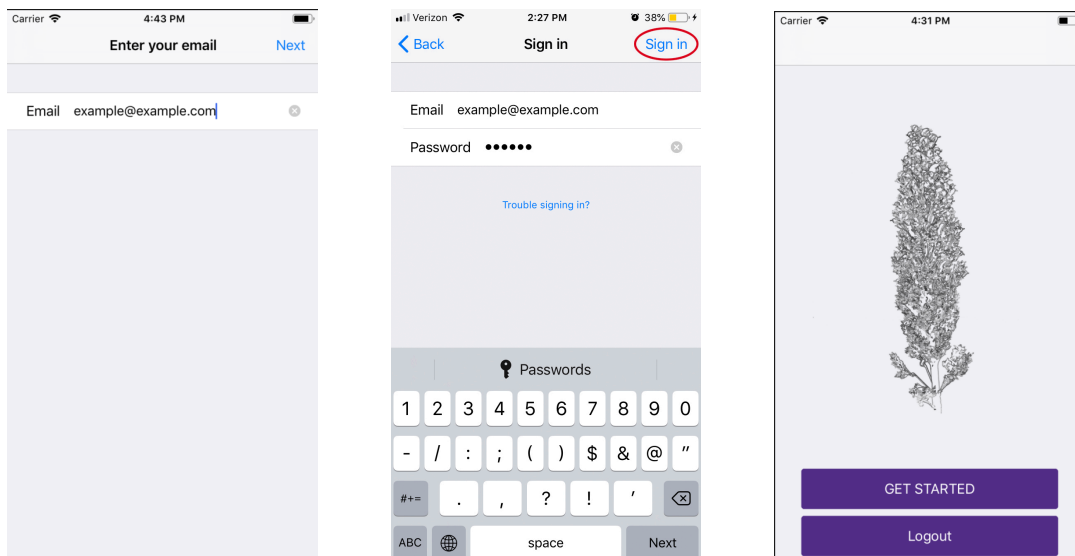 Carrier 4:43 PM
Enter your email Next
Email example@example.com
Verizon 2:27 PM 38%
Back Sign in Sign in
Email example@example.com
Password ••••••
Trouble signing in?
Passwords
1 2 3 4 5 6 7 8 9 0
- / : ; ( ) $ & @ "
#+= . , ? ! '
ABC space Next
Carrier 4:31 PM
GET STARTED
Logout